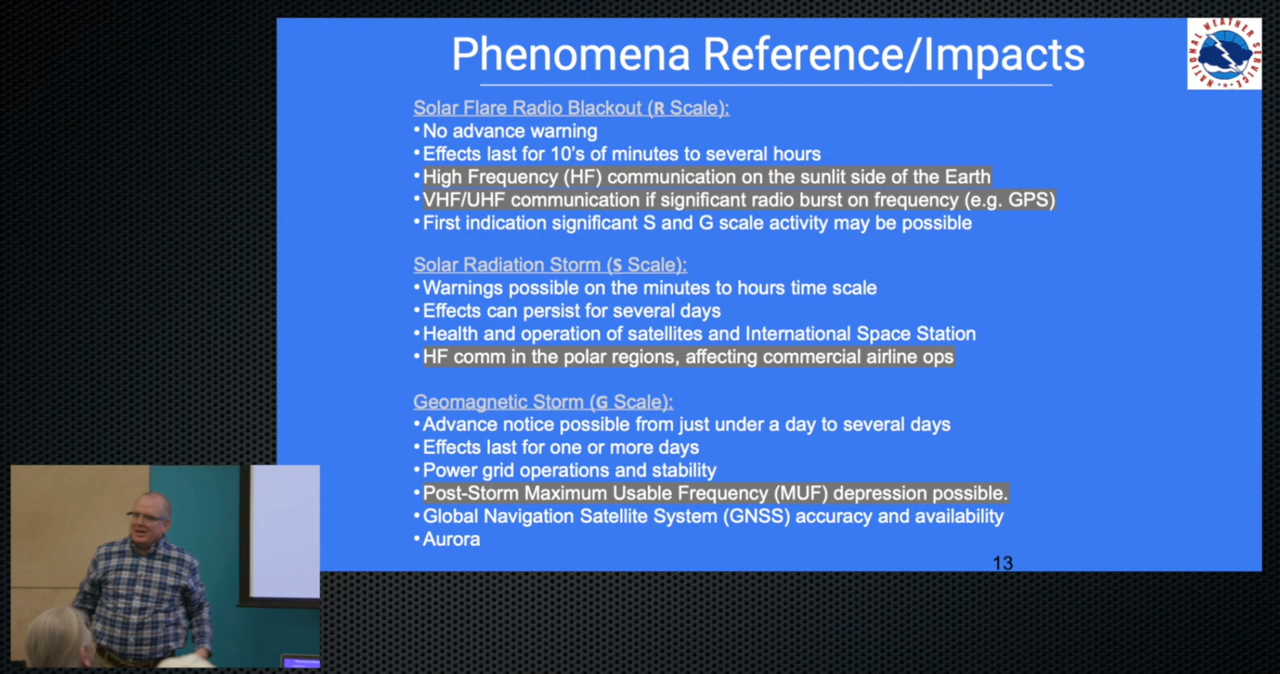 Phenomena Reference/Impacts
NATIONAL WEATHER SERVICE
Solar Flare Radio Blackout (R Scale):
• No advance warning
• Effects last for 10's of minutes to several hours
• High Frequency (HF) communication on the sunlit side of the Earth
• VHF/UHF communication if significant radio burst on frequency (e.g. GPS)
• First indication significant S and G scale activity may be possible
Solar Radiation Storm (S Scale):
• Warnings possible on the minutes to hours time scale
• Effects can persist for several days
• Health and operation of satellites and International Space Station
• HF comm in the polar regions, affecting commercial airline ops
Geomagnetic Storm (G Scale):
• Advance notice possible from just under a day to several days
• Effects last for one or more days
• Power grid operations and stability
• Post-Storm Maximum Usable Frequency (MUF) depression possible.
• Global Navigation Satellite System (GNSS) accuracy and availability
• Aurora
13